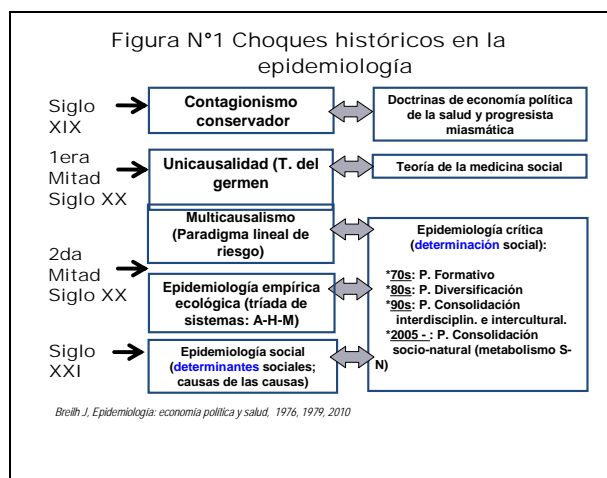 Figura N°1 Choques históricos en la
epidemiología
Siglo
XIX
Contagionismo
conservador
Doctrinas de economía política
de la salud y progresista
miasmática
1era
Mitad
Siglo XX
Unicausalidad (T. del
germen
Teoría de la medicina social
Multicausalismo
(Paradigma lineal de
riesgo)
2da
Mitad
Siglo XX
Epidemiología empírica
ecológica (tríada de
sistemas: A-H-M)
Epidemiología crítica
(determinación social):
*70s: P. Formativo
*80s: P. Diversificación
*90s: P. Consolidación
interdisciplin. e intercultural.
*2005 - : P. Consolidación
socio-natural (metabolismo S-
N)
Siglo
XXI
Epidemiología social
(determinantes sociales;
causas de las causas)
Breilh J, Epidemiología: economía política y salud, 1976, 1979, 2010